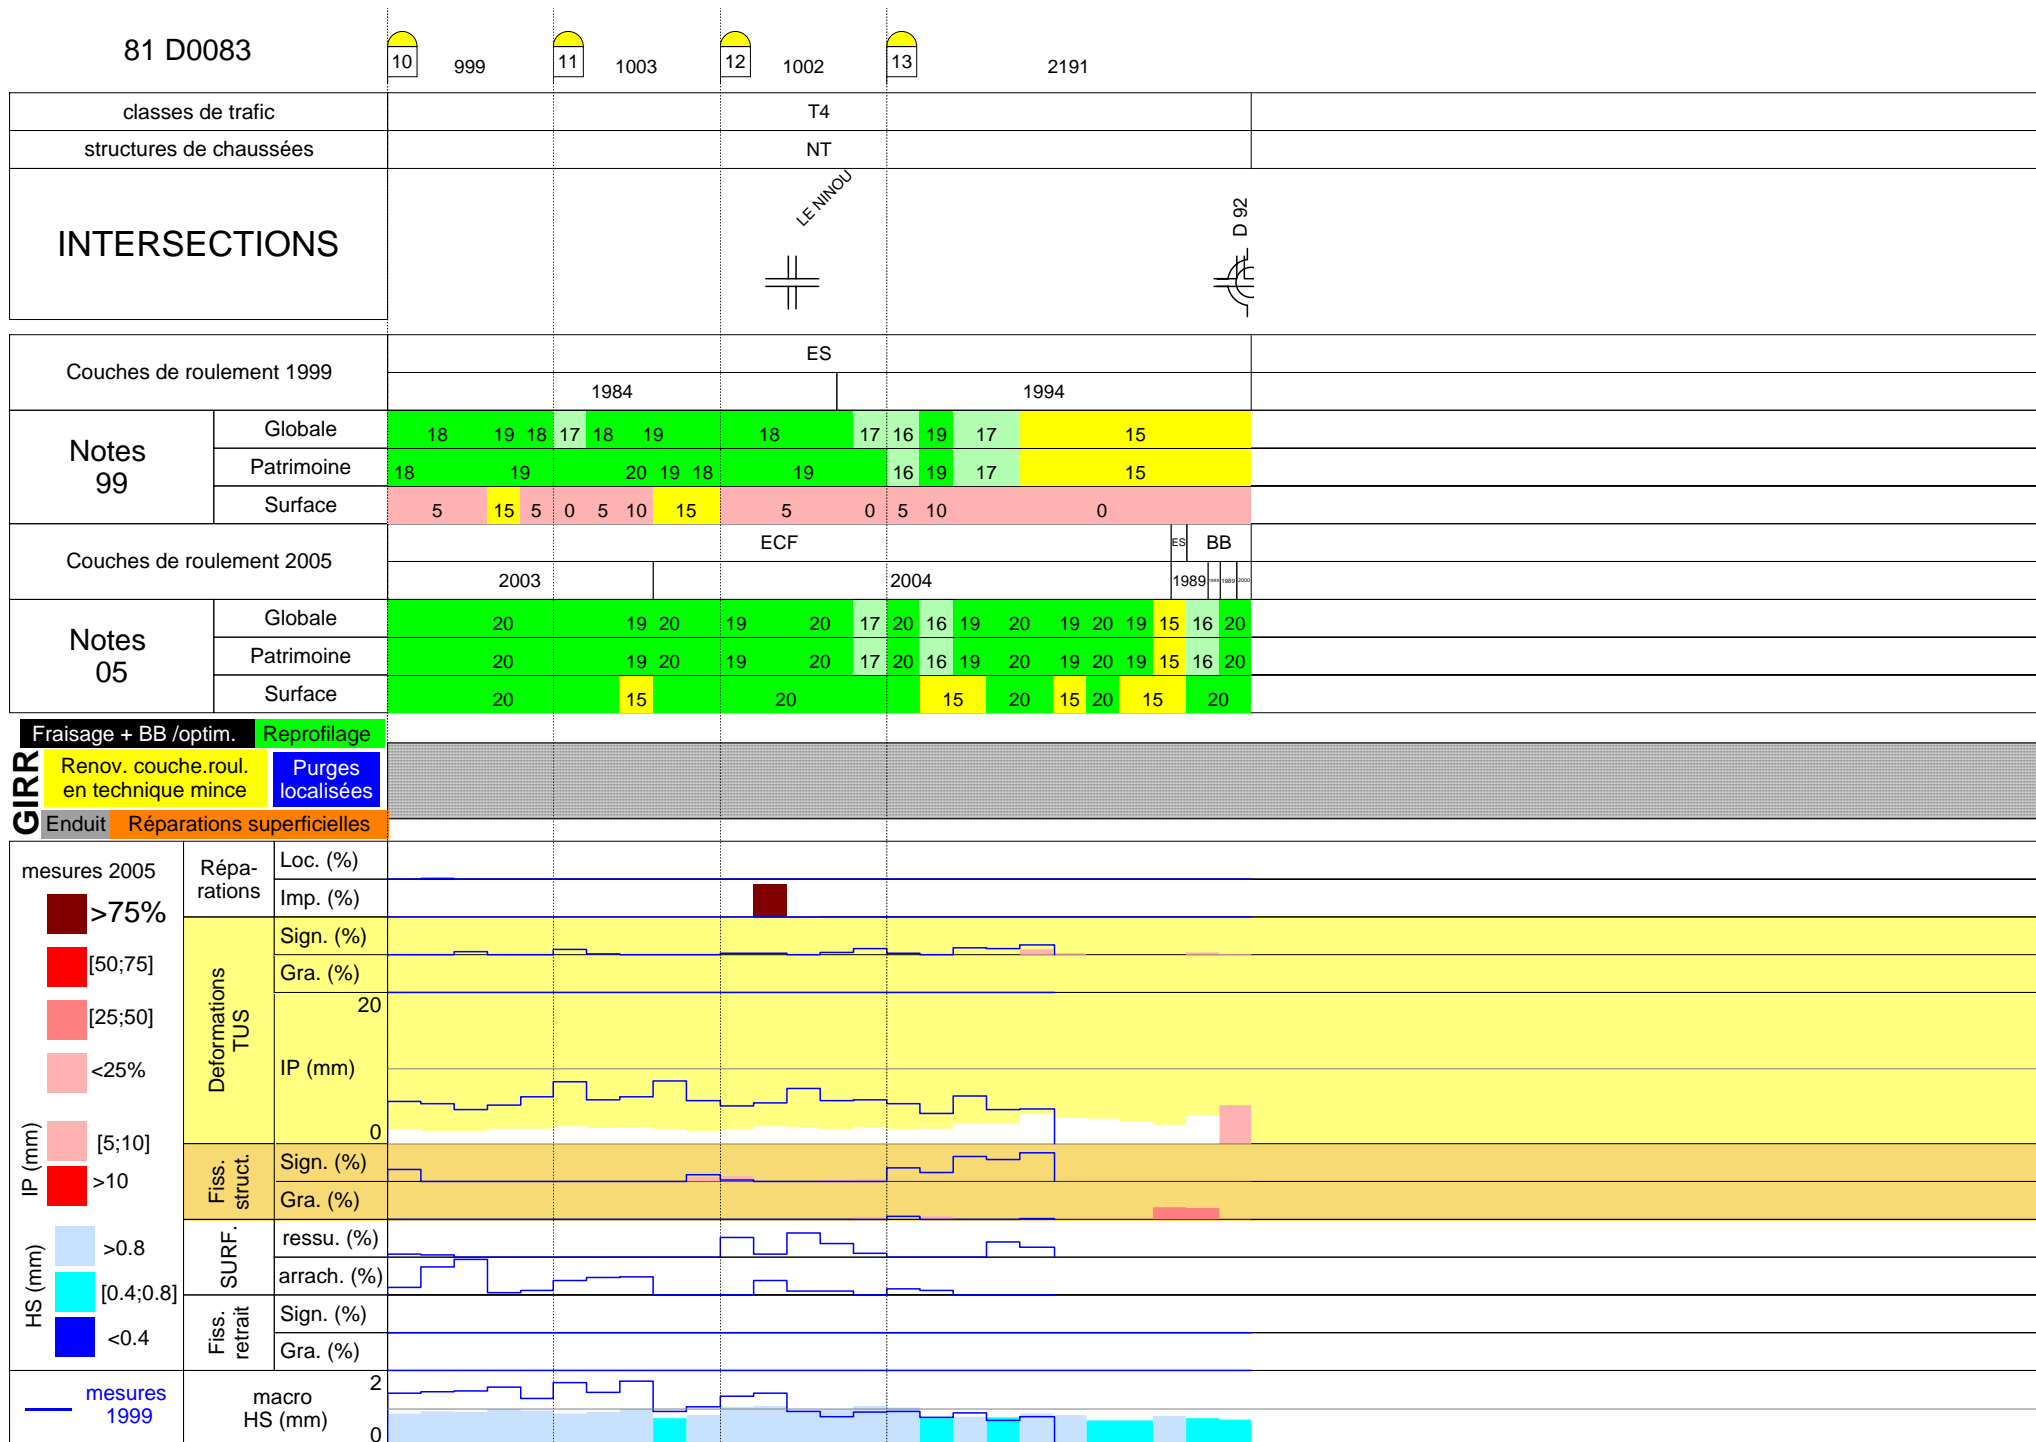 81 D0083
10 999 11 1003 12 1002 13 2191
classes de trafic T4
structures de chaussées NT
INTERSECTIONS LE NINOU D 92
Couches de roulement 1999 ES
1984 1994
Notes 99
Globale 18 19 18 17 18 19 18 17 16 19 17 15
Patrimoine 18 19 20 19 18 19 16 19 17 15
Surface 5 15 5 0 5 10 15 5 0 5 10 0
Couches de roulement 2005 ECF ES BB
2003 2004 1989 1989 2000
Notes 05
Globale 20 19 20 19 20 17 20 16 19 20 19 20 19 15 16 20
Patrimoine 20 19 20 19 20 17 20 16 19 20 19 20 19 15 16 20
Surface 20 15 20 15 20 15 20 15 20
GIRR
Fraisage + BB /optim. Reprofilage
Renov. couche.roul. en technique mince
Purges localisées
Enduit Réparations superficielles
mesures 2005
>75%
[50;75]
[25;50]
<25%
IP (mm)
[5;10]
>10
HS (mm)
>0.8
[0.4;0.8]
<0.4
mesures 1999
Répa-
rations
Loc. (%)
Imp. (%)
Deformations TUS
Sign. (%)
Gra. (%)
20
IP (mm)
0
Fiss. struct.
Sign. (%)
Gra. (%)
SURF.
ressu. (%)
arrach. (%)
Fiss. retrait
Sign. (%)
Gra. (%)
macro HS (mm)
2
0